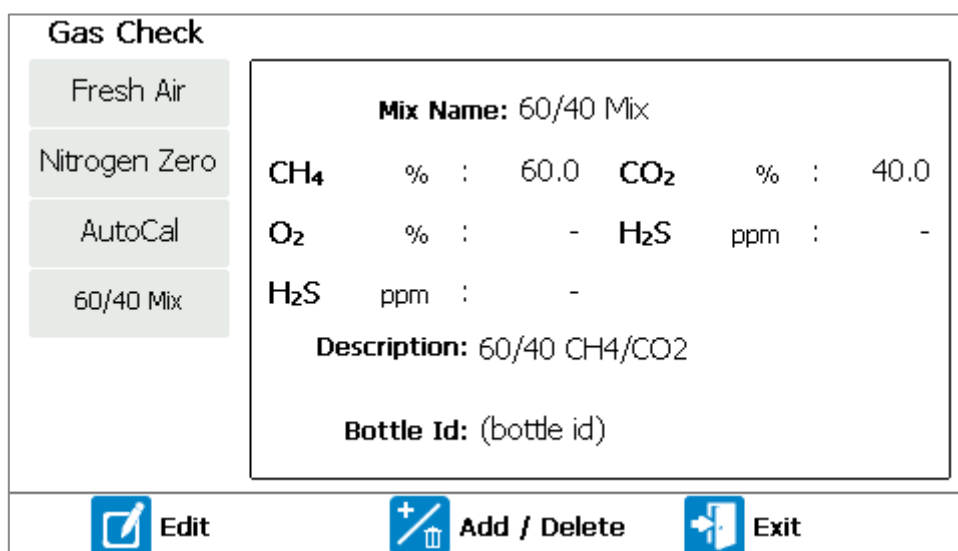 Gas Check
Fresh Air
Nitrogen Zero
AutoCal
60/40 Mix
Mix Name: 60/40 Mix
CH₄ % : 60.0 CO₂ % : 40.0
O₂ % : - H₂S ppm : -
H₂S ppm : -
Description: 60/40 CH4/CO2
Bottle Id: (bottle id)
Edit
Add / Delete
Exit